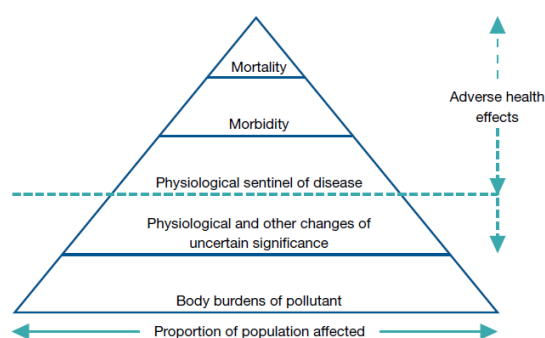 Mortality
Adverse health
effects
Morbidity
Physiological sentinel of disease
Physiological and other changes of
uncertain significance
Body burdens of pollutant
Proportion of population affected